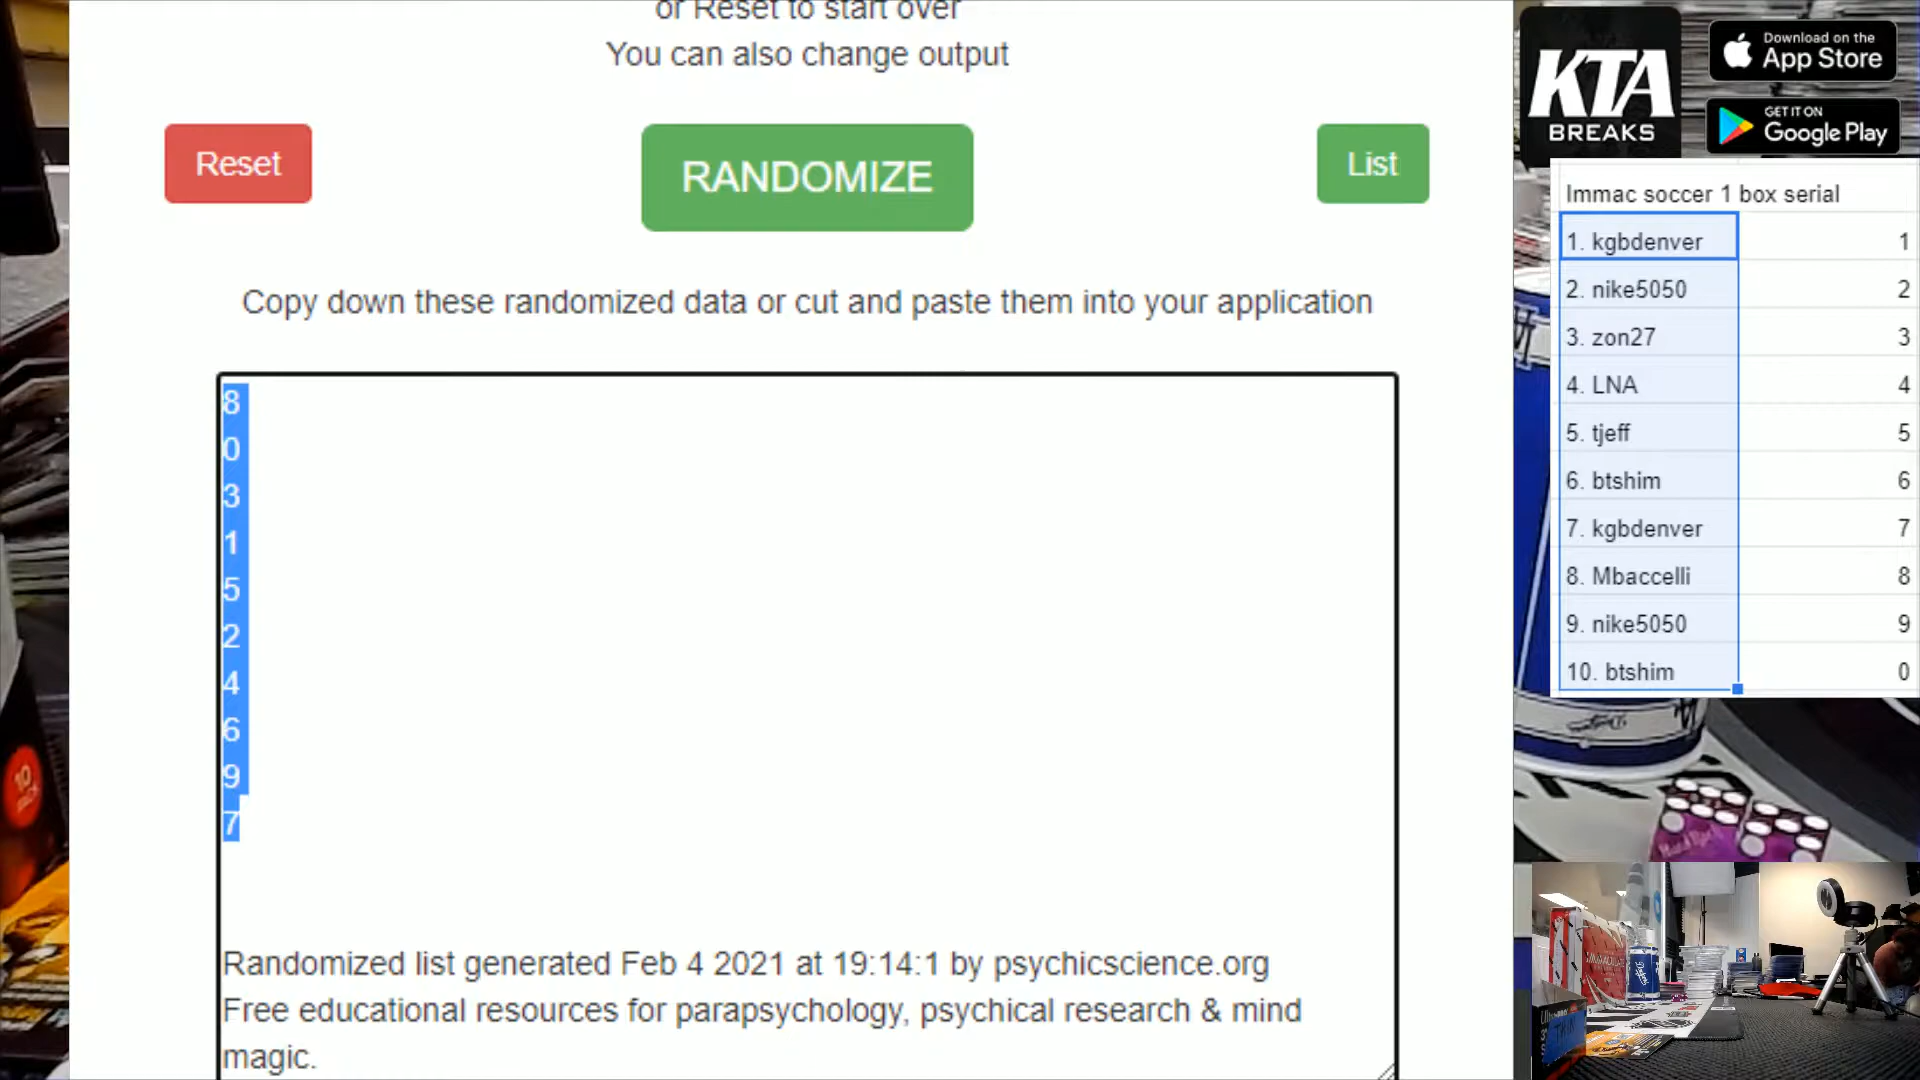 or Reset to start over
You can also change output
Reset
RANDOMIZE
List
Copy down these randomized data or cut and paste them into your application
8
0
3
1
5
2
4
6
9
7
Randomized list generated Feb 4 2021 at 19:14:1 by psychicscience.org
Free educational resources for parapsychology, psychical research & mind
magic.
KTA
BREAKS
Download on the
App Store
GET IT ON
Google Play
Immac soccer 1 box serial
1. kgbdenver 1
2. nike5050 2
3. zon27 3
4. LNA 4
5. tjeff 5
6. btshim 6
7. kgbdenver 7
8. Mbaccelli 8
9. nike5050 9
10. btshim 0